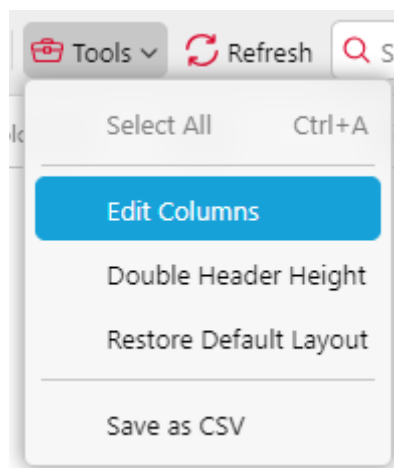 Tools Refresh S
Select All Ctrl+A
Edit Columns
Double Header Height
Restore Default Layout
Save as CSV